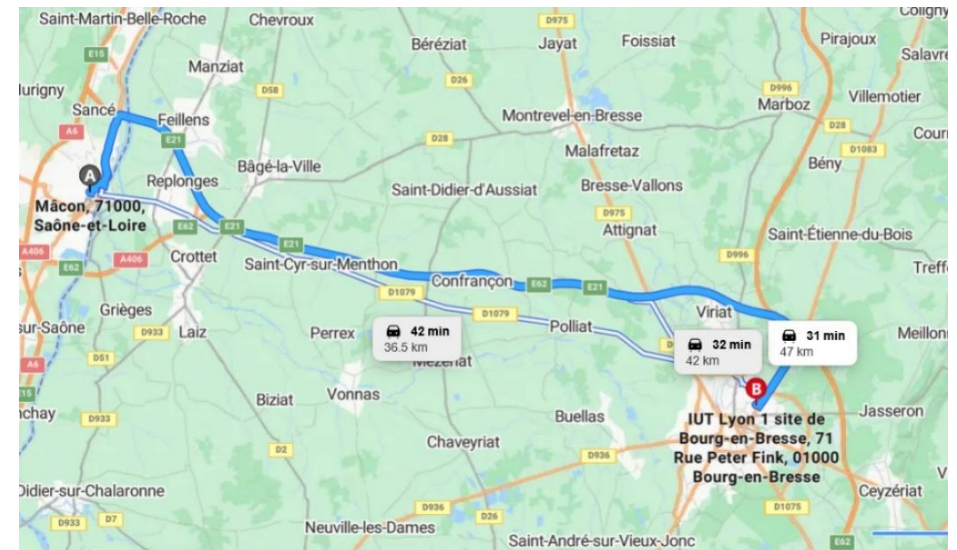 Saint-Martin-Belle-Roche
Chevroux
D975
Coligny
E15
Béréziat
Jayat
Foissiat
Pirajoux
Salavre
Manziat
D26
D996
lurigny
D58
Marboz
Villemotier
Sancé
Feillens
Montrevel-en-Bresse
A6
E21
D28
D28
Cour
Malafretaz
D1083
A
Bâgé-la-Ville
Bény
Replonges
Saint-Didier-d'Aussiat
Bresse-Vallons
Mâcon, 71000,
Saône-et-Loire
D975
E62
E21
Attignat
Saint-Étienne-du-Bois
E21
A406
Crottet
D996
A406
E62
Saint-Cyr-sur-Menthon
Treff
Confrançon
E62
E21
D1079
Grièges
D1079
Viriat
sur-Saône
D933
Laiz
Perrex
42 min
36.5 km
Polliat
32 min
42 km
31 min
47 km
Meillon
D51
A6
Mézériat
E15
Vonnas
B
nchay
D933
Biziat
Buellas
IUT Lyon 1 site de
Bourg-en-Bresse, 71
Rue Peter Fink, 01000
Bourg-en-Bresse
Jasseron
D2
Chaveyriat
D936
Didier-sur-Chalaronne
Ceyzériat
D933
D7
D936
D26
D1075
Neuville-les-Dames
Saint-André-sur-Vieux-Jonc
E62